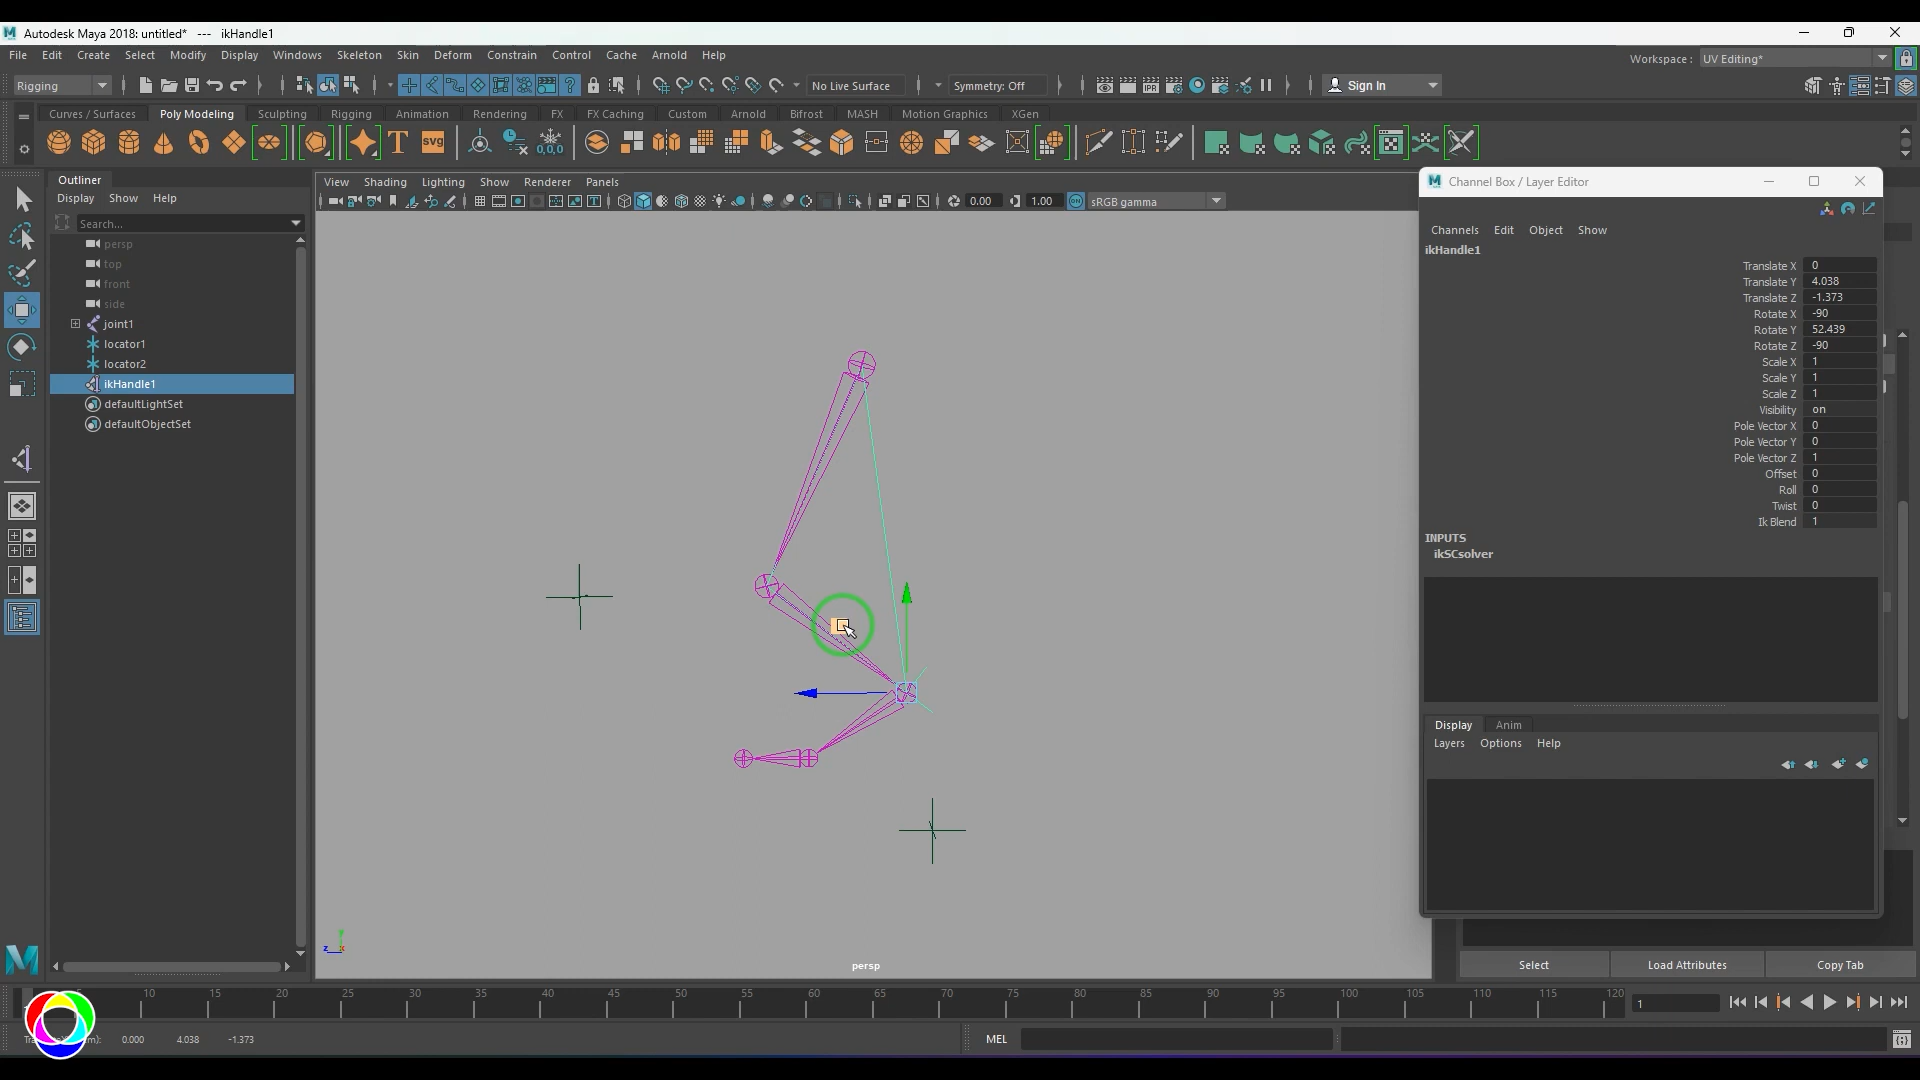 Autodesk Maya 2018: untitled* --- ikHandle1
File Edit Create Select Modify Display Windows Skeleton Skin Deform Constrain Control Cache Arnold Help
Workspace : UV Editing*
Rigging No Live Surface Symmetry: Off Sign In
Curves / Surfaces Poly Modeling Sculpting Rigging Animation Rendering FX FX Caching Custom Arnold Bifrost MASH Motion Graphics XGen
T SVG 0,0,0
Outliner
Display Show Help
Search...
persp
top
front
side
joint1
locator1
locator2
ikHandle1
defaultLightSet
defaultObjectSet
View Shading Lighting Show Renderer Panels
0.00 1.00 ON sRGB gamma
z
persp
Channel Box / Layer Editor
Channels Edit Object Show
ikHandle1
Translate X 0
Translate Y 4.038
Translate Z -1.373
Rotate X -90
Rotate Y 52.439
Rotate Z -90
Scale X 1
Scale Y 1
Scale Z 1
Visibility on
Pole Vector X 0
Pole Vector Y 0
Pole Vector Z 1
Offset 0
Roll 0
Twist 0
Ik Blend 1
INPUTS
ikSCsolver
Display Anim
Layers Options Help
Select Load Attributes Copy Tab
5 10 15 20 25 30 35 40 45 50 55 60 65 70 75 80 85 90 95 100 105 110 115 120 1
0.000 4.038 -1.373 MEL